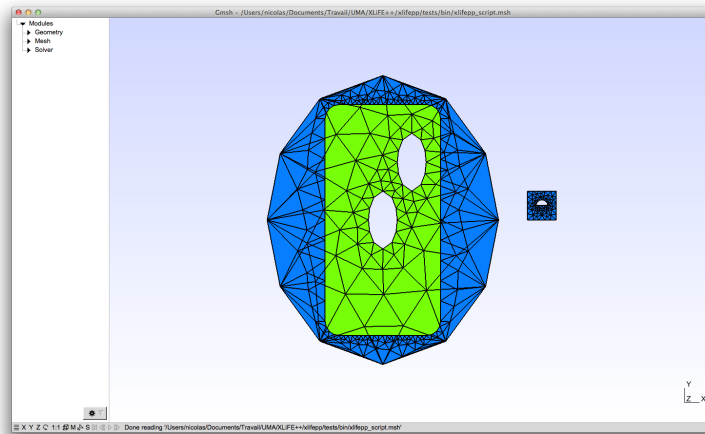 Gmsh - /Users/nicolas/Documents/Travail/UMA/XLiFE++/xlifepp/tests/bin/xlifepp_script.msh
Modules
Geometry
Mesh
Solver
Y
Z X
X Y Z 1:1 M S Done reading '/Users/nicolas/Documents/Travail/UMA/XLiFE++/xlifepp/tests/bin/xlifepp_script.msh'